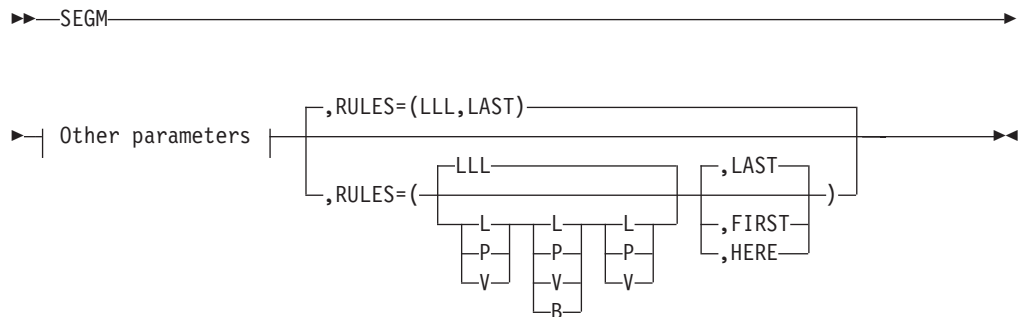 SEGM
,RULES=(LLL,LAST)
Other parameters
LLL ,LAST
,RULES=( )
L L L ,FIRST
P P P ,HERE
V V V
B